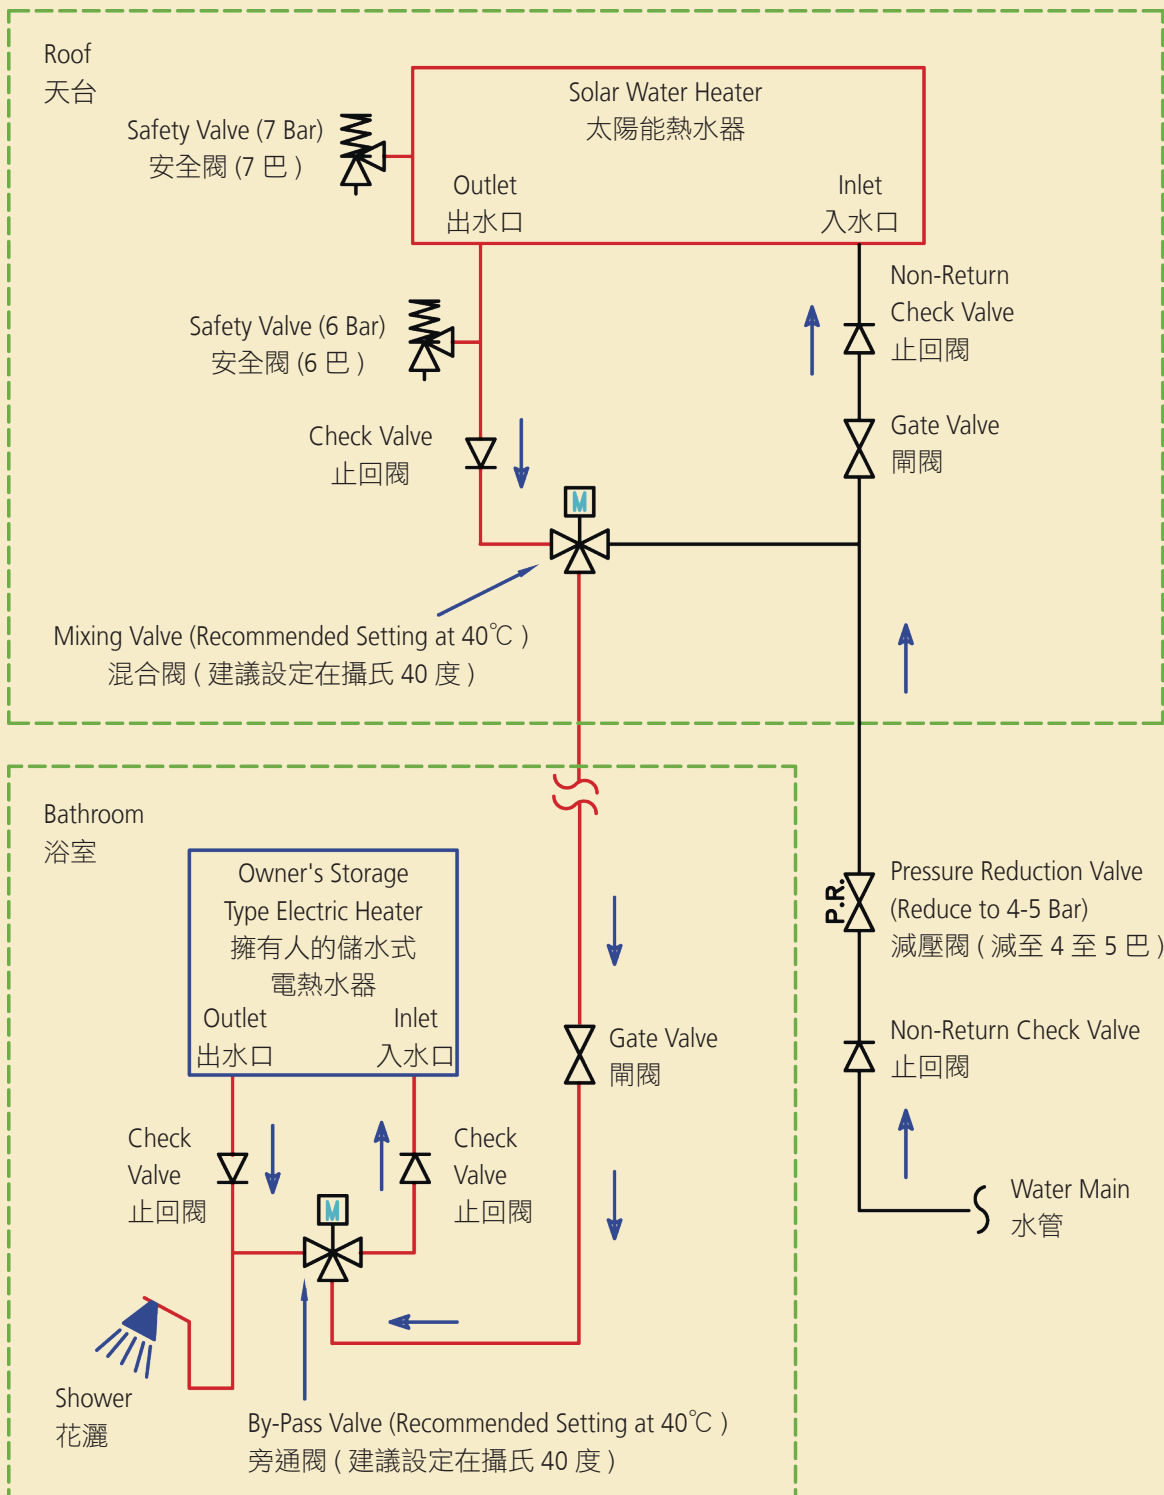 Roof
天台
Solar Water Heater
太陽能熱水器
Safety Valve (7 Bar)
安全閥 (7 巴 )
Outlet
出水口
Inlet
入水口
Non-Return
Check Valve
止回閥
Safety Valve (6 Bar)
安全閥 (6 巴 )
Gate Valve
閘閥
Check Valve
止回閥
M
Mixing Valve (Recommended Setting at 40℃ )
混合閥 ( 建議設定在攝氏 40 度 )
Bathroom
浴室
Owner's Storage
Type Electric Heater
擁有人的儲水式
電熱水器
Outlet
出水口
Inlet
入水口
P.R.
Pressure Reduction Valve
(Reduce to 4-5 Bar)
減壓閥 ( 減至 4 至 5 巴 )
Gate Valve
閘閥
Non-Return Check Valve
止回閥
Check
Valve
止回閥
Check
Valve
止回閥
M
Water Main
水管
Shower
花灑
By-Pass Valve (Recommended Setting at 40℃ )
旁通閥 ( 建議設定在攝氏 40 度 )